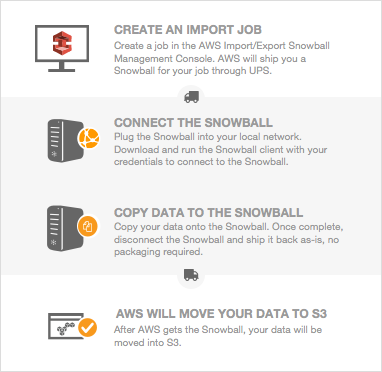 CREATE AN IMPORT JOB
Create a job in the AWS Import/Export Snowball
Management Console. AWS will ship you a
Snowball for your job through UPS.
CONNECT THE SNOWBALL
Plug the Snowball into your local network.
Download and run the Snowball client with your
credentials to connect to the Snowball.
COPY DATA TO THE SNOWBALL
Copy your data onto the Snowball. Once complete,
disconnect the Snowball and ship it back as-is, no
packaging required.
AWS WILL MOVE YOUR DATA TO S3
After AWS gets the Snowball, your data will be
moved into S3.